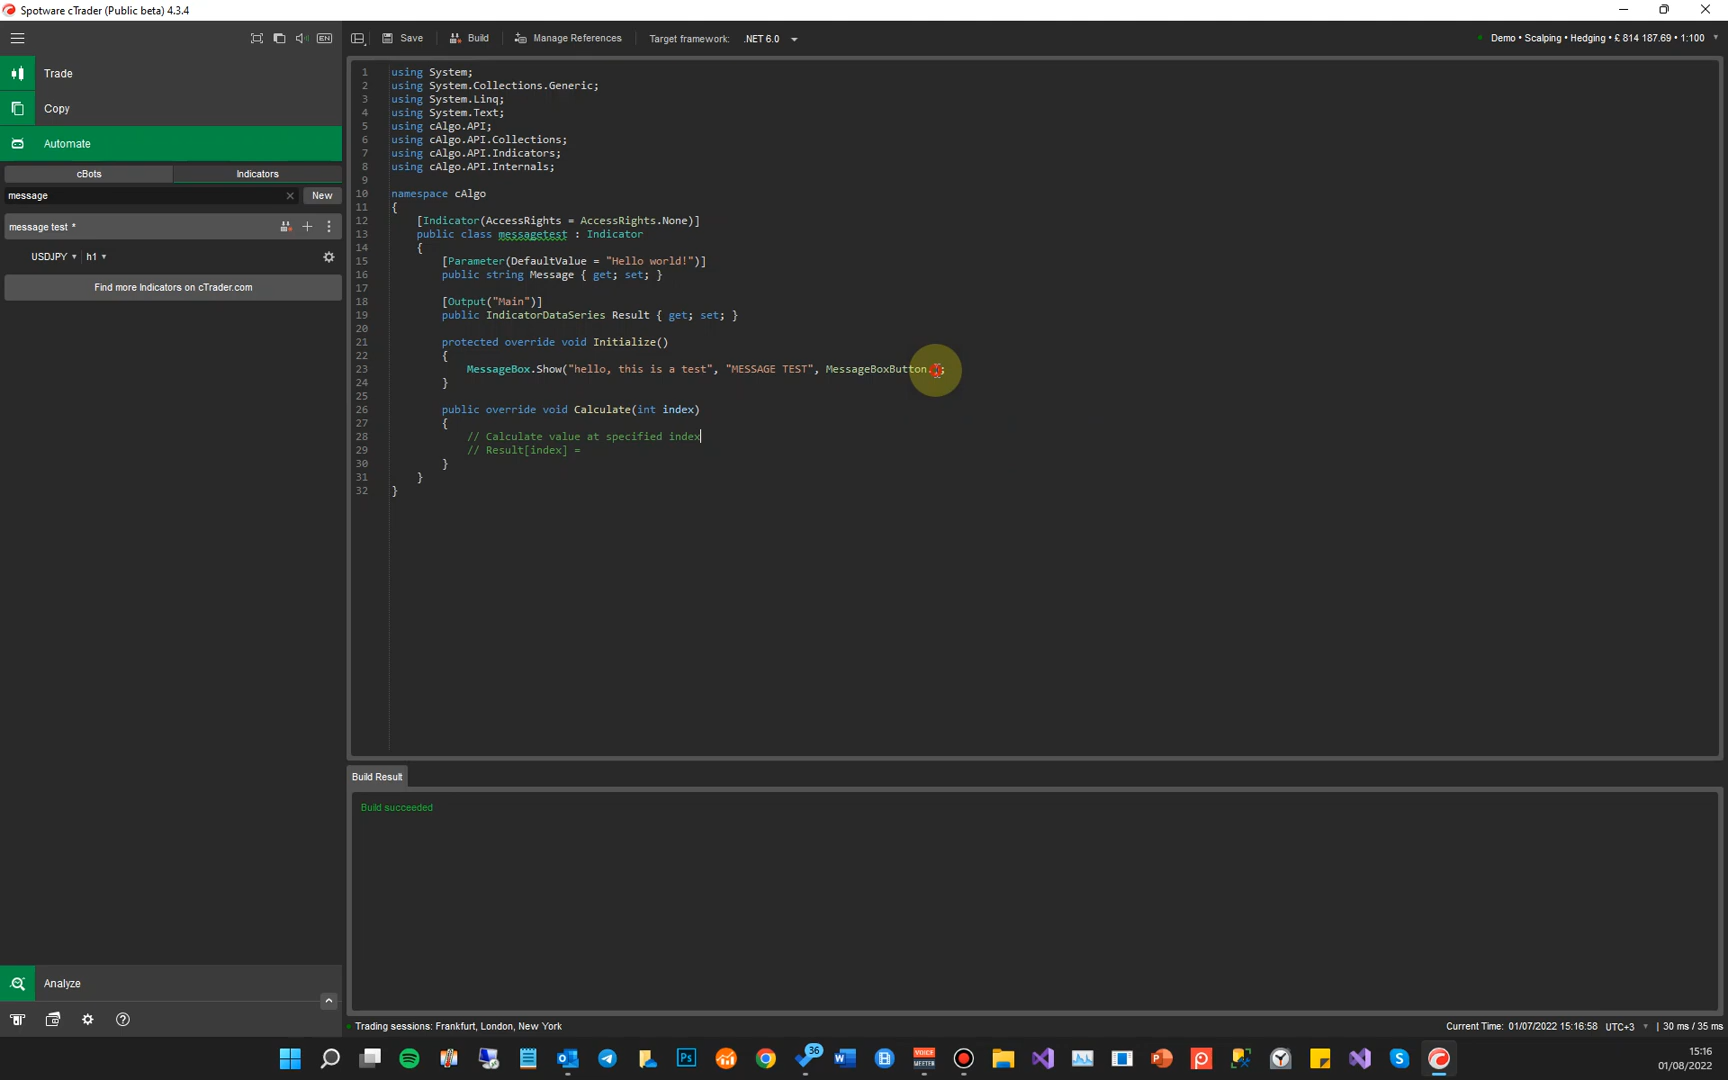 Spotware cTrader (Public beta) 4.3.4
EN
Save
Build
Manage References
Target framework:
.NET 6.0
Demo • Scalping • Hedging • £ 814 187.69 • 1:100
Trade
Copy
Automate
cBots
Indicators
message
New
message test *
USDJPY
h1
Find more Indicators on cTrader.com
1 using System;
2 using System.Collections.Generic;
3 using System.Linq;
4 using System.Text;
5 using cAlgo.API;
6 using cAlgo.API.Collections;
7 using cAlgo.API.Indicators;
8 using cAlgo.API.Internals;
9
10 namespace cAlgo
11 {
12 [Indicator(AccessRights = AccessRights.None)]
13 public class messagetest : Indicator
14 {
15 [Parameter(DefaultValue = "Hello world!")]
16 public string Message { get; set; }
17
18 [Output("Main")]
19 public IndicatorDataSeries Result { get; set; }
20
21 protected override void Initialize()
22 {
23 MessageBox.Show("hello, this is a test", "MESSAGE TEST", MessageBoxButton. ;
24 }
25
26 public override void Calculate(int index)
27 {
28 // Calculate value at specified index
29 // Result[index] =
30 }
31 }
32 }
Build Result
Build succeeded
Analyze
Trading sessions: Frankfurt, London, New York
Current Time: 01/07/2022 15:16:58 UTC+3 | 30 ms / 35 ms
36
VOICE
MEETER
15:16
01/08/2022